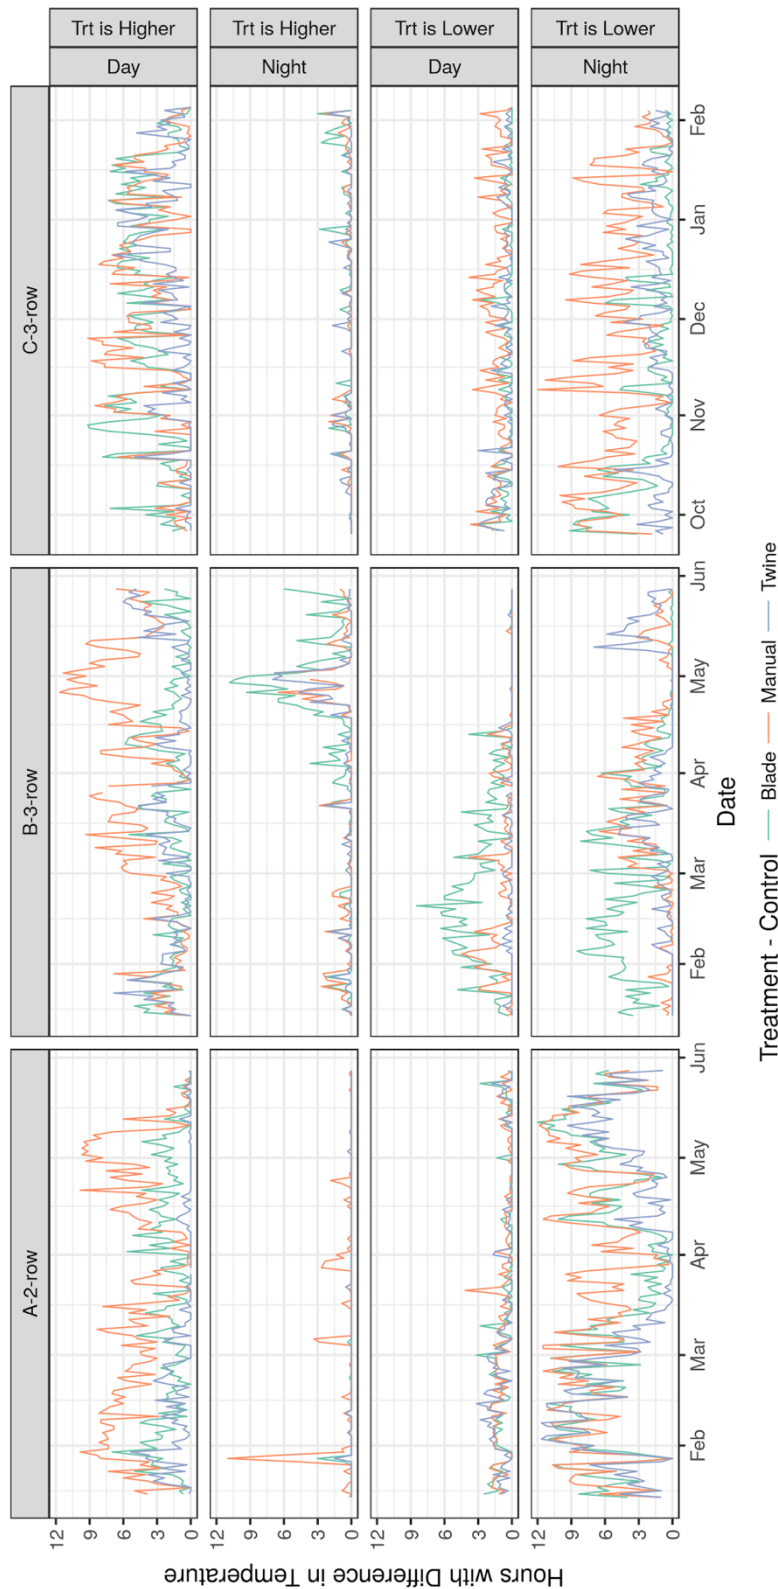 A-2-row
B-3-row
C-3-row
Trt is Higher
Day
Trt is Higher
Night
Trt is Lower
Day
Trt is Lower
Night
12
9
6
3
0
12
9
6
3
0
12
9
6
3
0
12
9
6
3
0
Feb Mar Apr May Jun
Feb Mar Apr May Jun
Oct Nov Dec Jan Feb
Hours with Difference in Temperature
Date
Treatment - Control Blade Manual Twine